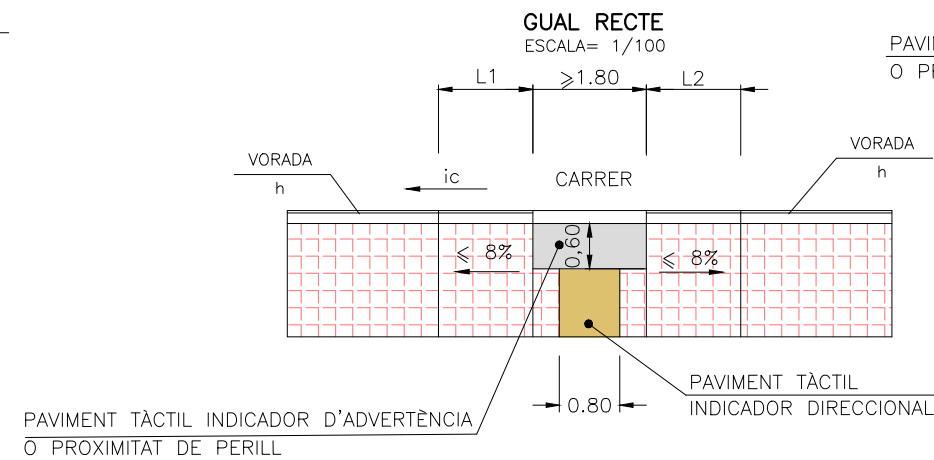 GUAL RECTE
ESCALA= 1/100
PAVI
O P
L1
≥1.80
L2
VORADA
h
ic
CARRER
VORADA
h
≤ 8%
0,60
≤ 8%
PAVIMENT TÀCTIL
INDICADOR DIRECCIONAL
0.80
PAVIMENT TÀCTIL INDICADOR D'ADVERTÈNCIA
O PROXIMITAT DE PERILL